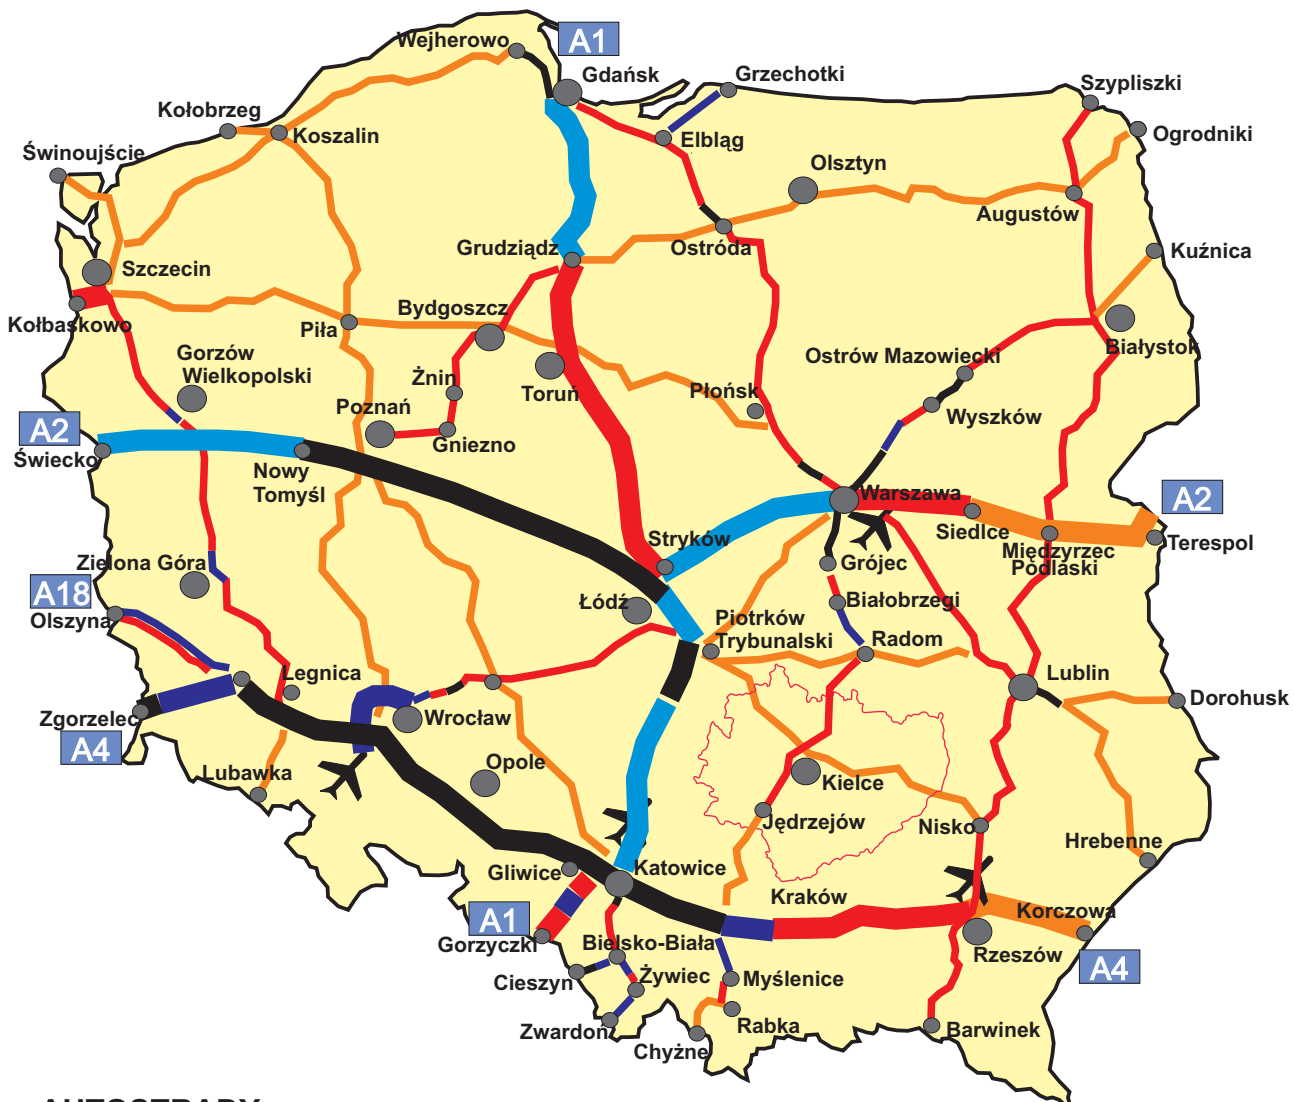 Wejherowo
A1
Gdańsk
Grzechotki
Szypliszki
Kołobrzeg
Koszalin
Elbląg
Ogrodniki
Świnoujście
Olsztyn
Augustów
Grudziądz
Ostróda
Kuźnica
Szczecin
Kołbaskowo
Piła
Bydgoszcz
Białystok
Gorzów
Wielkopolski
Ostrów Mazowiecki
Żnin
Toruń
Płońsk
Poznań
Wyszków
A2
Gniezno
Świecko
Nowy
Tomyśl
Warszawa
A2
Siedlce
Stryków
Międzyrzec
Podlaski
Terespol
Zielona Góra
Grójec
A18
Łódź
Białobrzegi
Olszyna
Piotrków
Trybunalski
Radom
Legnica
Lublin
Zgorzelec
Wrocław
Dorohusk
A4
Lubawka
Opole
Kielce
Jędrzejów
Nisko
Hrebenne
Gliwice
Katowice
Kraków
A1
Korczowa
Gorzyczki
Bielsko-Biała
Rzeszów
Cieszyn
Żywiec
Myślenice
A4
Zwardoń
Rabka
Barwinek
Chyżne
AUTOSTRADY